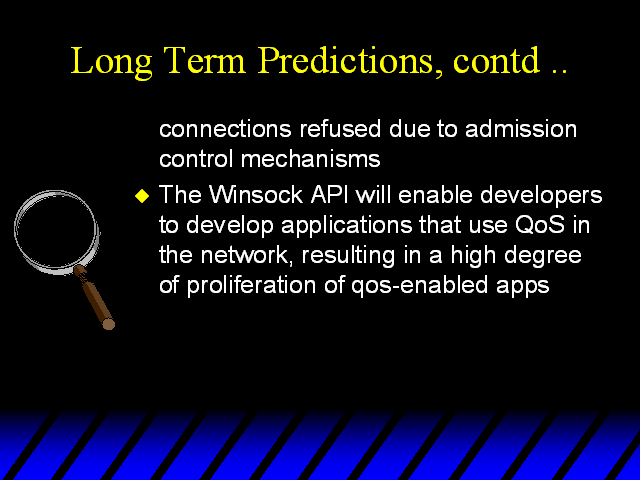 Long Term Predictions, contd ..
connections refused due to admission
control mechanisms
The Winsock API will enable developers
to develop applications that use QoS in
the network, resulting in a high degree
of proliferation of qos-enabled apps